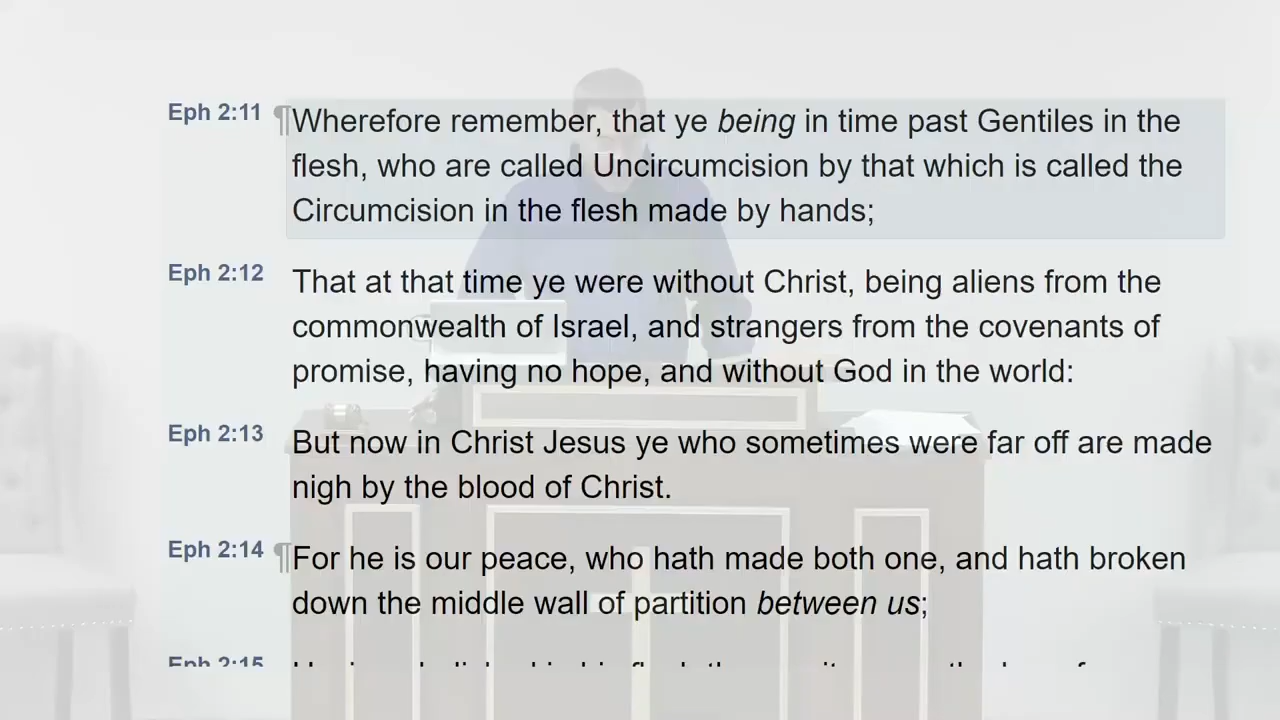 Eph 2:11 ¶Wherefore remember, that ye being in time past Gentiles in the
flesh, who are called Uncircumcision by that which is called the
Circumcision in the flesh made by hands;
Eph 2:12 That at that time ye were without Christ, being aliens from the
commonwealth of Israel, and strangers from the covenants of
promise, having no hope, and without God in the world:
Eph 2:13 But now in Christ Jesus ye who sometimes were far off are made
nigh by the blood of Christ.
Eph 2:14 ¶For he is our peace, who hath made both one, and hath broken
down the middle wall of partition between us;
Eph 2:15